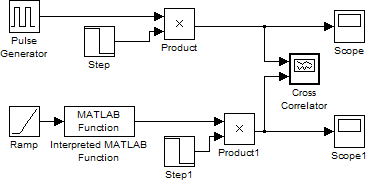 Pulse
Generator
Step
×
Product
Scope
Cross
Correlator
Ramp
MATLAB
Function
Interpreted MATLAB
Function
Step1
×
Product1
Scope1